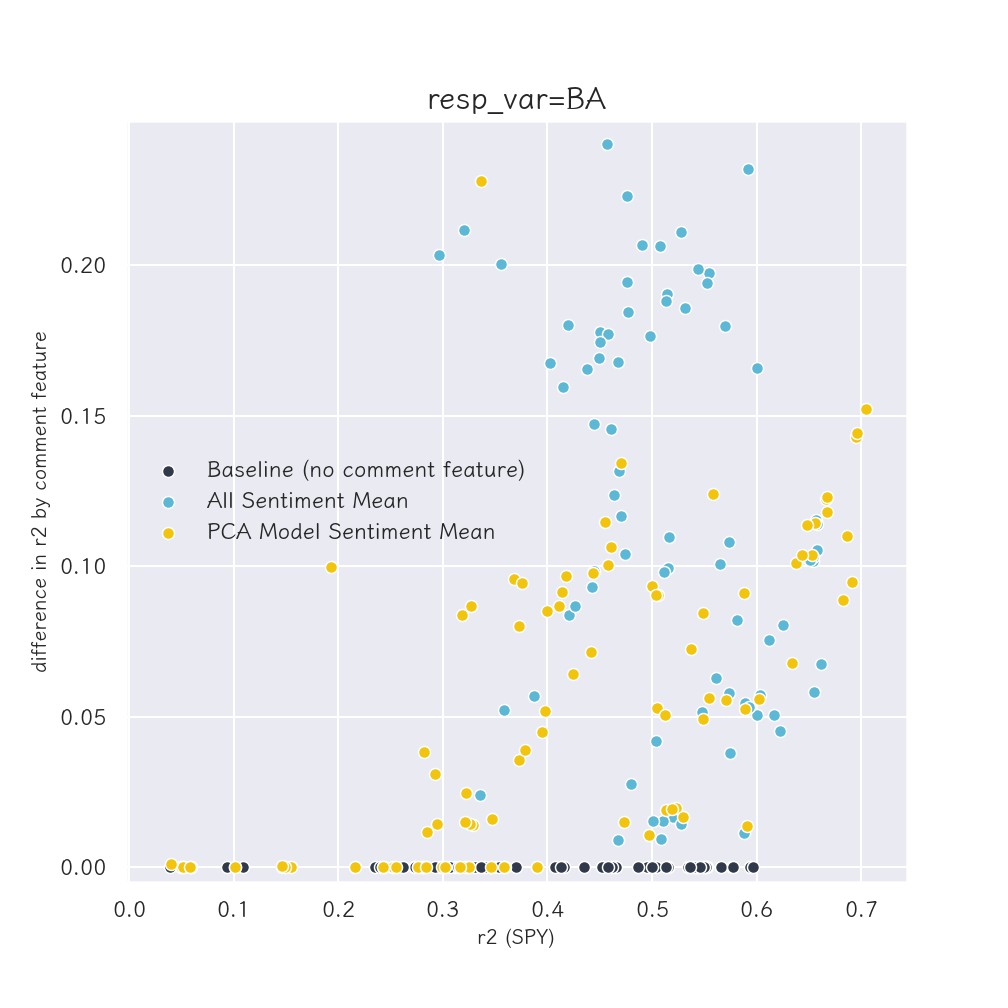 resp_var=BA
difference in r2 by comment feature
0.20
0.15
0.10
0.05
0.00
Baseline (no comment feature)
All Sentiment Mean
PCA Model Sentiment Mean
0.0 0.1 0.2 0.3 0.4 0.5 0.6 0.7
r2 (SPY)